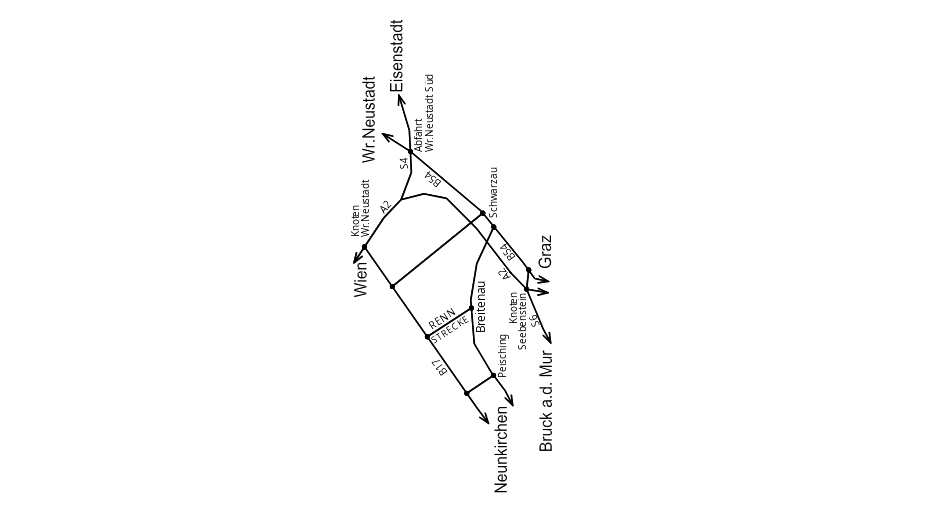 Eisenstadt
Wr.Neustadt
Abfahrt
Wr.Neustadt Süd
S4
B54
Knoten
Wr.Neustadt
A2
Schwarzau
Wien
B54
A2
Graz
Knoten
Seebenstein
S6
Breitenau
RENN
STRECKE
B17
Peisching
Neunkirchen
Bruck a.d. Mur